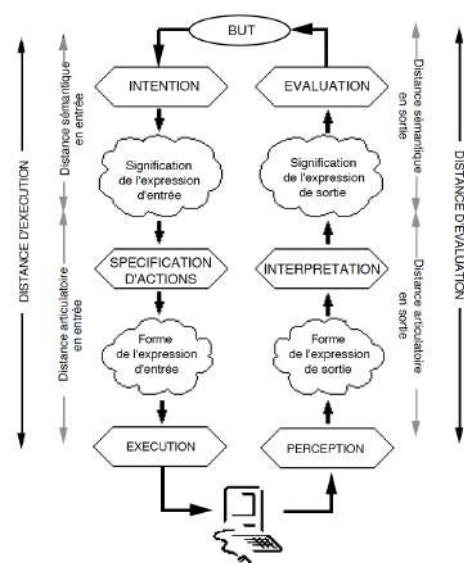 BUT
INTENTION
EVALUATION
Signification
de l'expression
d'entrée
Signification
de l'expression
de sortie
SPECIFICATION
D'ACTIONS
INTERPRETATION
Forme
de l'expression
d'entrée
Forme
de l'expression
de sortie
EXECUTION
PERCEPTION
DISTANCE D'EXECUTION
Distance sémantique
en entrée
Distance articulatoire
en entrée
Distance sémantique
en sortie
Distance articulatoire
en sortie
DISTANCE D'EVALUATION